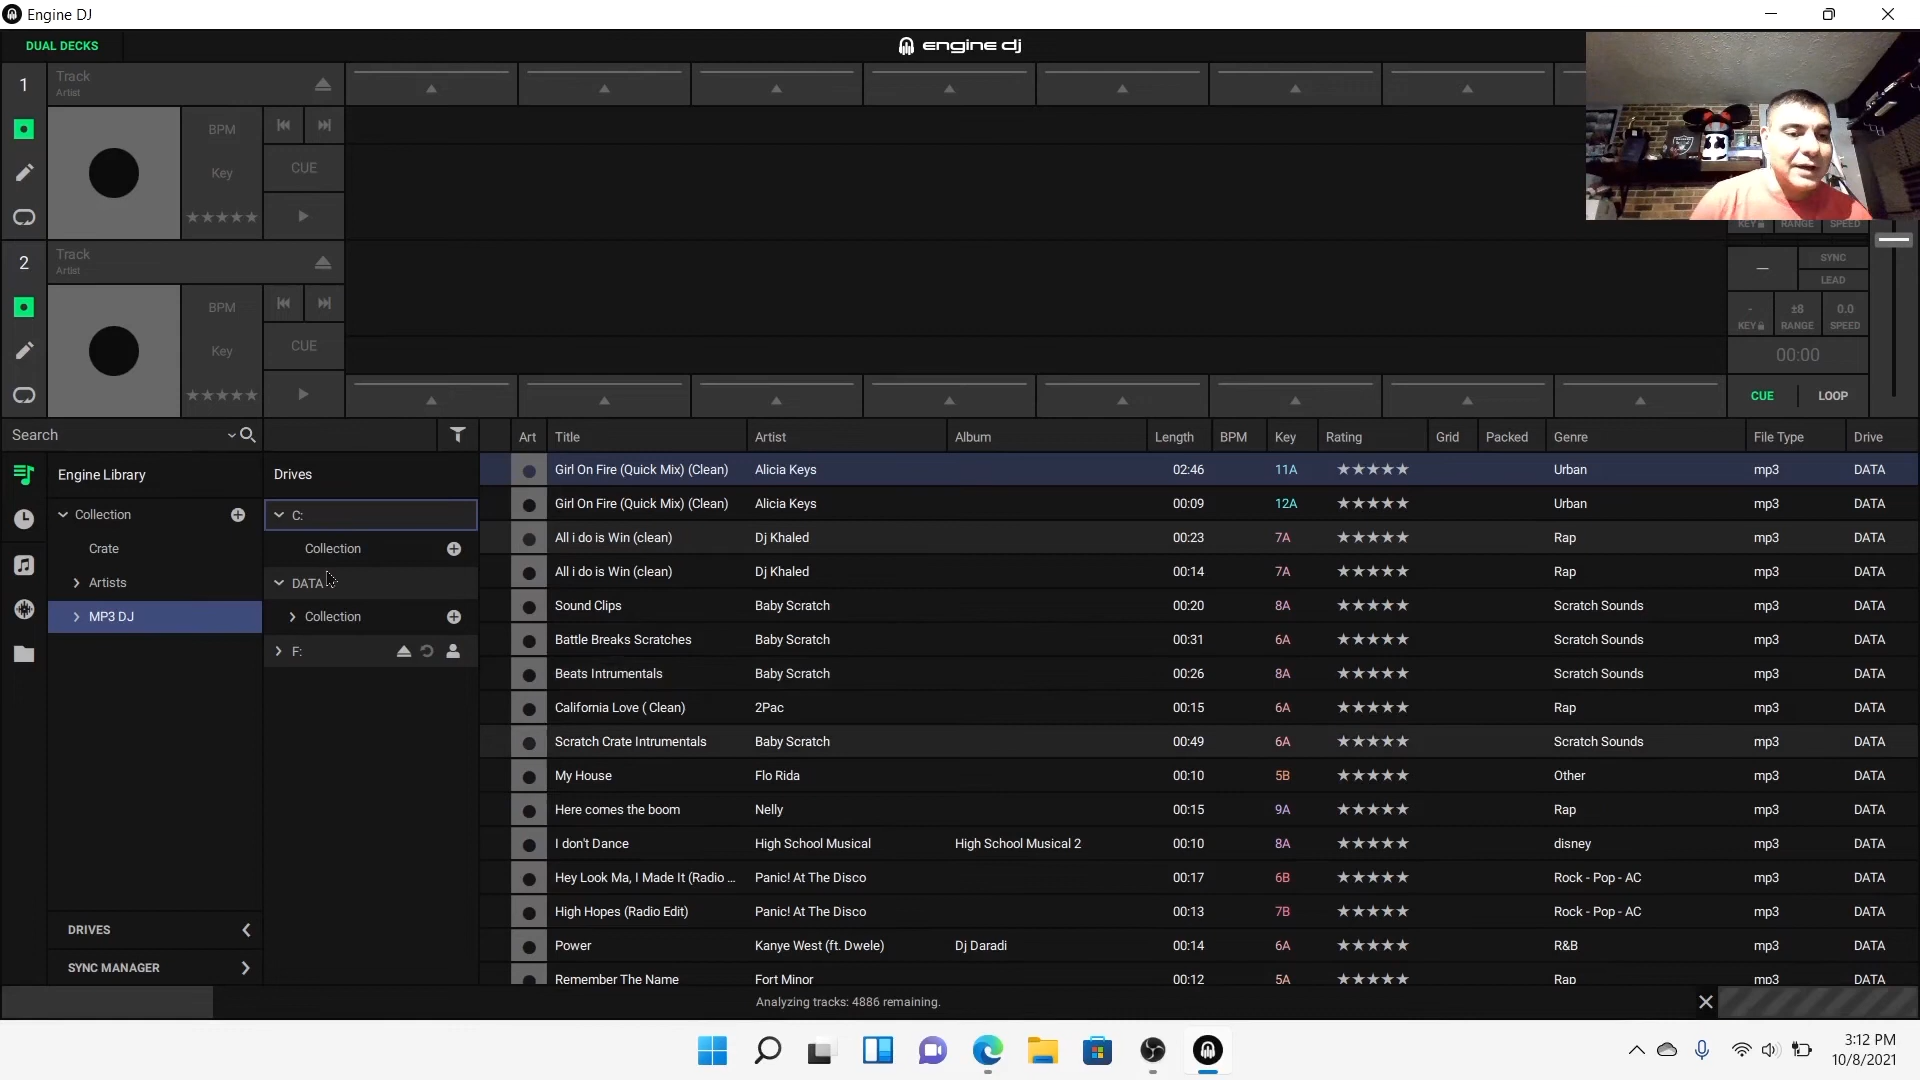 Engine DJ
DUAL DECKS
engine dj
1
Track
Artist
BPM
Key
CUE
KEY RANGE SPEED
2
Track
Artist
BPM
Key
CUE
SYNC
LEAD
- ±8 0.0
KEY RANGE SPEED
00:00
CUE LOOP
Search
Art Title Artist Album Length BPM Key Rating Grid Packed Genre File Type Drive
Engine Library
Collection
Crate
Artists
MP3 DJ
DRIVES
SYNC MANAGER
Drives
C:
Collection
DATA
Collection
F:
Girl On Fire (Quick Mix) (Clean) Alicia Keys 02:46 11A Urban mp3 DATA
Girl On Fire (Quick Mix) (Clean) Alicia Keys 00:09 12A Urban mp3 DATA
All i do is Win (clean) Dj Khaled 00:23 7A Rap mp3 DATA
All i do is Win (clean) Dj Khaled 00:14 7A Rap mp3 DATA
Sound Clips Baby Scratch 00:20 8A Scratch Sounds mp3 DATA
Battle Breaks Scratches Baby Scratch 00:31 6A Scratch Sounds mp3 DATA
Beats Intrumentals Baby Scratch 00:26 8A Scratch Sounds mp3 DATA
California Love ( Clean) 2Pac 00:15 6A Rap mp3 DATA
Scratch Crate Intrumentals Baby Scratch 00:49 6A Scratch Sounds mp3 DATA
My House Flo Rida 00:10 5B Other mp3 DATA
Here comes the boom Nelly 00:15 9A Rap mp3 DATA
I don't Dance High School Musical High School Musical 2 00:10 8A disney mp3 DATA
Hey Look Ma, I Made It (Radio ... Panic! At The Disco 00:17 6B Rock - Pop - AC mp3 DATA
High Hopes (Radio Edit) Panic! At The Disco 00:13 7B Rock - Pop - AC mp3 DATA
Power Kanye West (ft. Dwele) Dj Daradi 00:14 6A R&B mp3 DATA
Remember The Name Fort Minor 00:12 5A Rap mp3 DATA
Analyzing tracks: 4886 remaining.
3:12 PM
10/8/2021